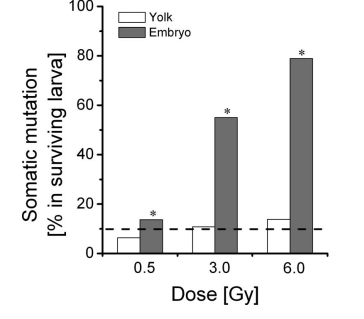 100
Yolk
Embryo
80
60
40
20
0
Somatic mutation
[% in surviving larva]
*
*
*
0.5
3.0
6.0
Dose [Gy]